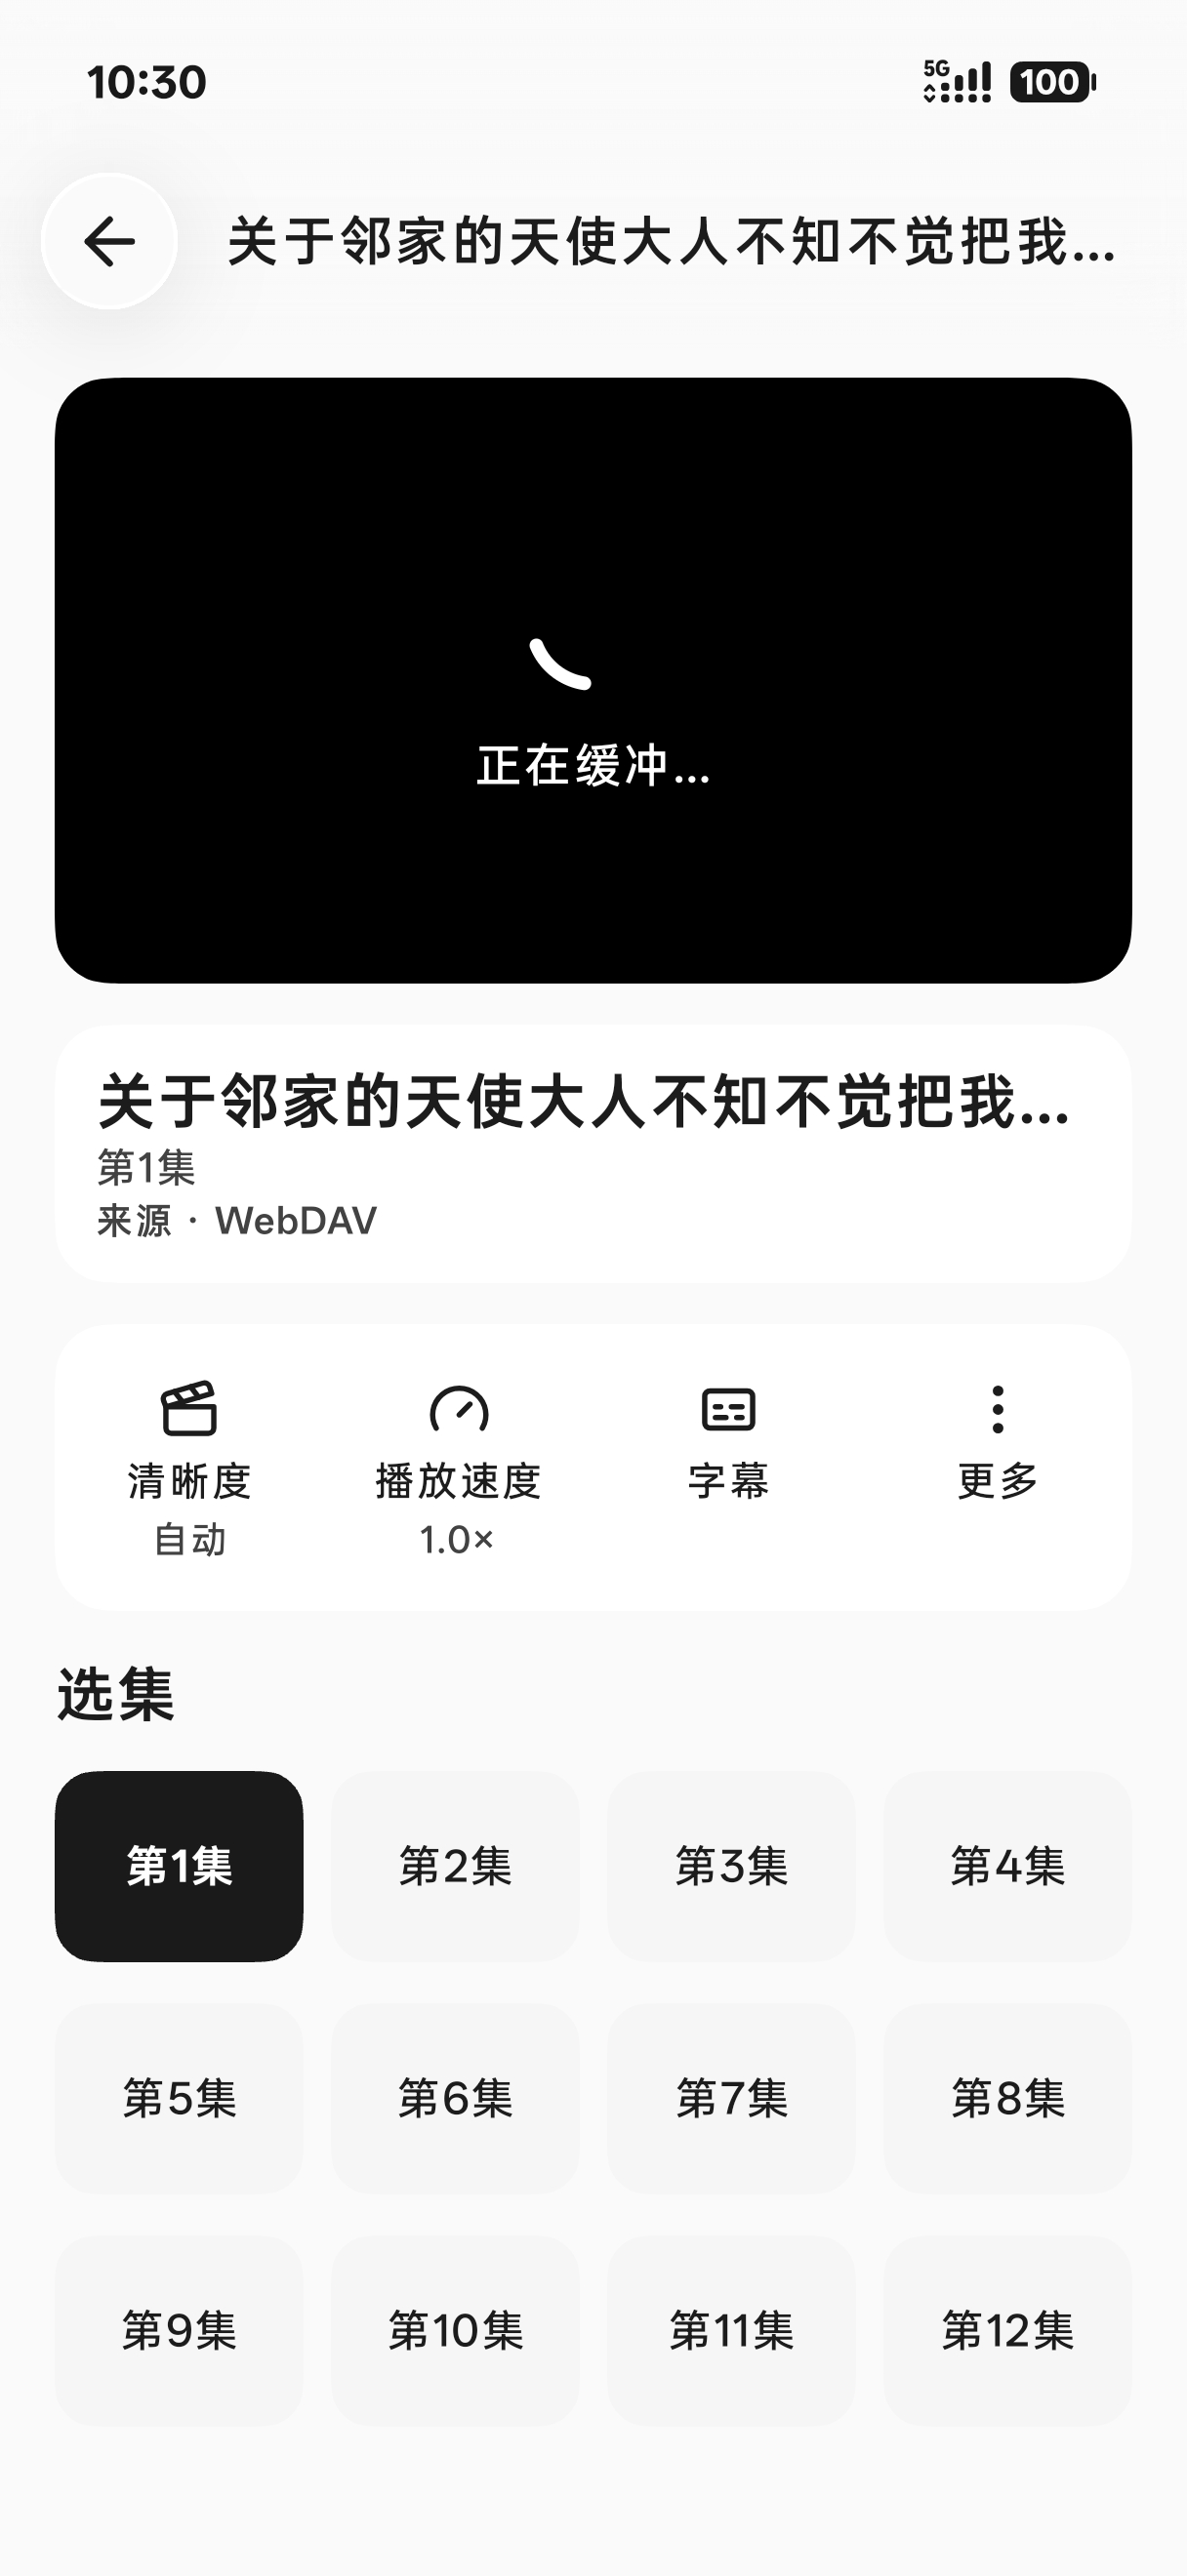 10:30
5G
100
关于邻家的天使大人不知不觉把我...
正在缓冲...
关于邻家的天使大人不知不觉把我...
第1集
来源 · WebDAV
清晰度
播放速度
字幕
更多
自动
1.0×
选集
第1集
第2集
第3集
第4集
第5集
第6集
第7集
第8集
第9集
第10集
第11集
第12集